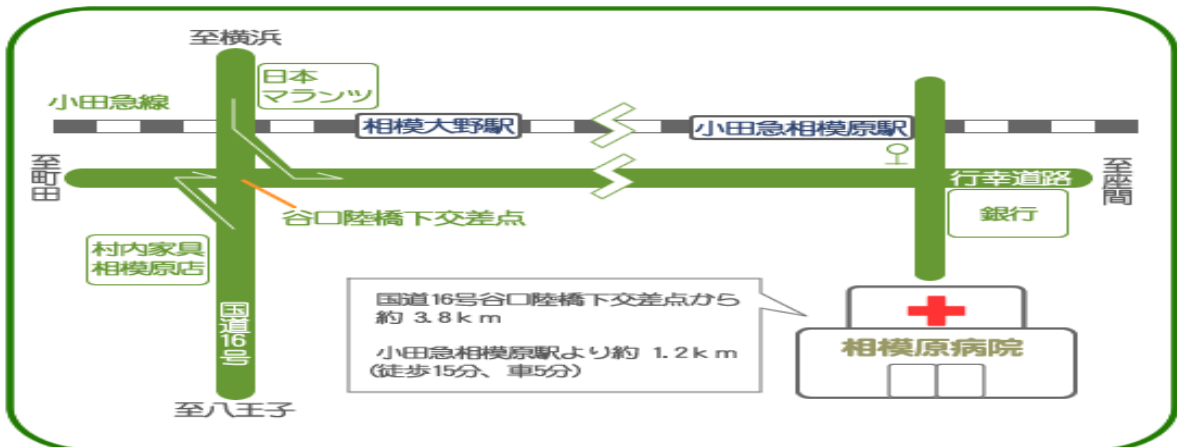 至横浜
日本
マランツ
小田急線
相模大野駅
小田急相模原駅
至町田
行幸道路
至座間
谷口陸橋下交差点
銀行
村内家具
相模原店
国道16号
国道16号谷口陸橋下交差点から
約 3.8km
小田急相模原駅より約 1.2km
(徒歩15分、車5分)
相模原病院
至八王子